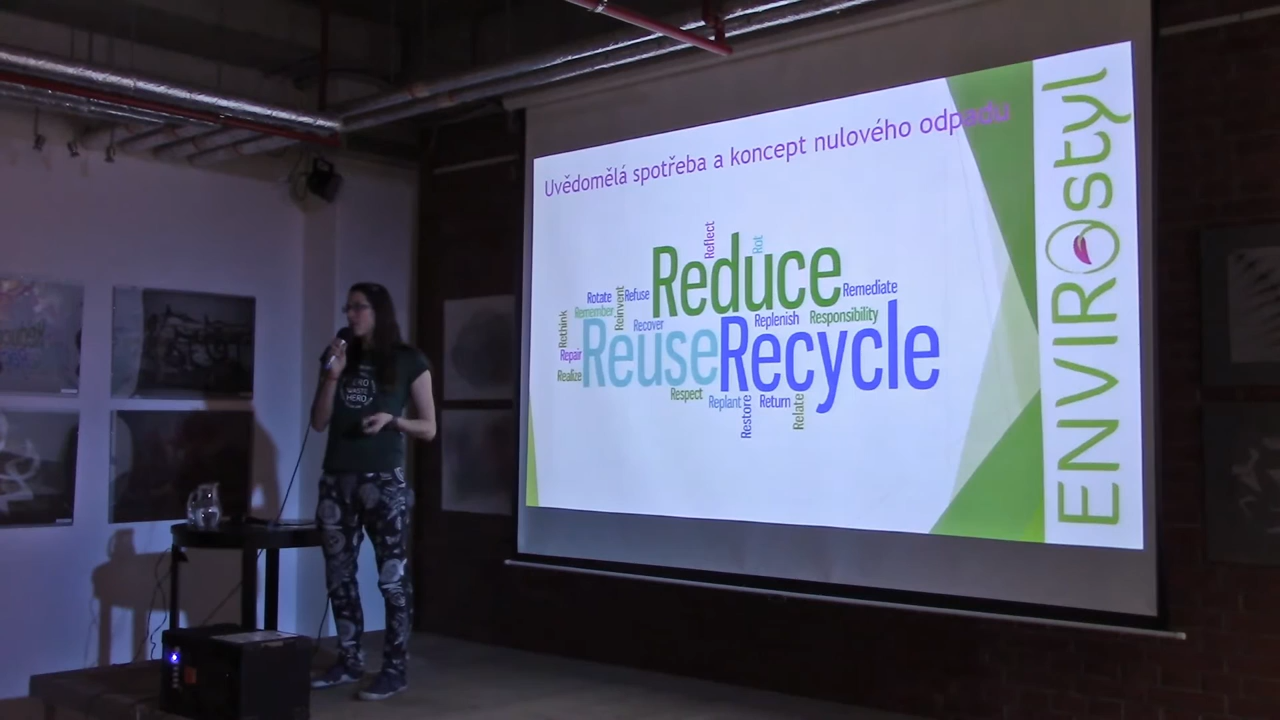 Uvědomělá spotřeba a koncept nulového odpadu
Reflect
Rot
Reduce
Rotate
Refuse
Reinvent
Remember
Remediate
Rethink
Recover
Replenish
Responsibility
Repair
Reuse
Recycle
Realize
Respect
Replant
Restore
Return
Relate
ENVIROstyl
ZERO
WASTE
HERO